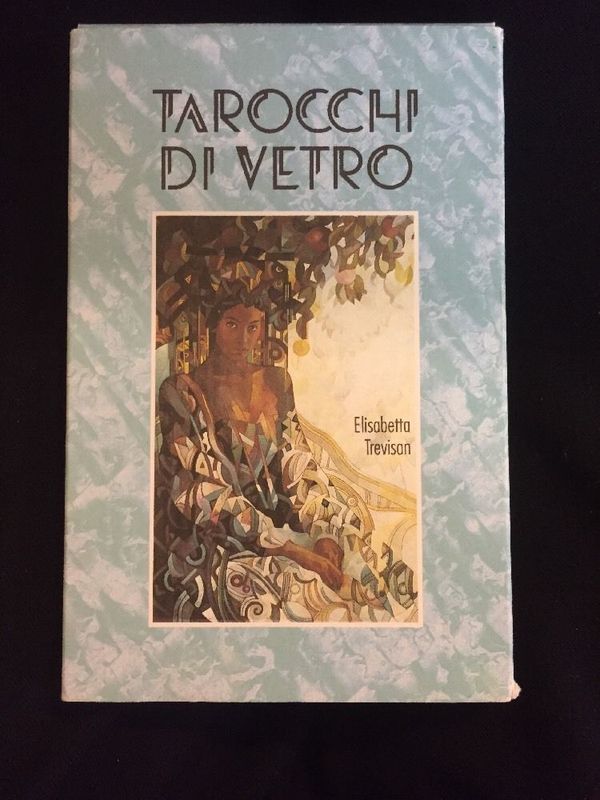 TAROCCHI
DI VETRO
Elisabetta
Trevisan